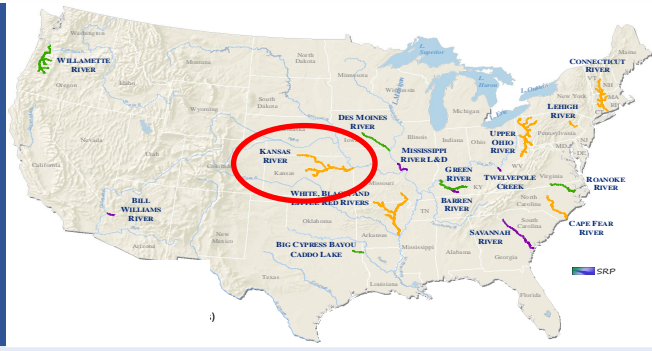 Washington
WILLAMETTE
RIVER
Oregon
Idaho
Montana
North
Dakota
Minnesota
L.
Superior
Maine
CONNECTICUT
RIVER
VT
NH
MA
RI
New York
L. Ontario
L.
Huron
L. Michigan
Wisconsin
Michigan
South
Dakota
Wyoming
LEHIGH
RIVER
DES MOINES
RIVER
Iowa
UPPER
OHIO
RIVER
Pennsylvania
NJ
DE
Nevada
Utah
KANSAS
RIVER
Kansas
Illinois
Indiana
Ohio
MISSISSIPPI
RIVER L&D
Missouri
GREEN
RIVER
KY
WV
TWELVEPOLE
CREEK
Virginia
ROANOKE
RIVER
California
BILL
WILLIAMS
RIVER
Arizona
New
Mexico
WHITE, BLACK AND
LITTLE RED RIVERS
Oklahoma
Arkansas
TN
BARREN
RIVER
North
Carolina
South
Carolina
CAPE FEAR
RIVER
SAVANNAH
RIVER
BIG CYPRESS BAYOU
CADDO LAKE
Mississippi
Alabama
Georgia
Texas
Louisiana
Florida
SRP